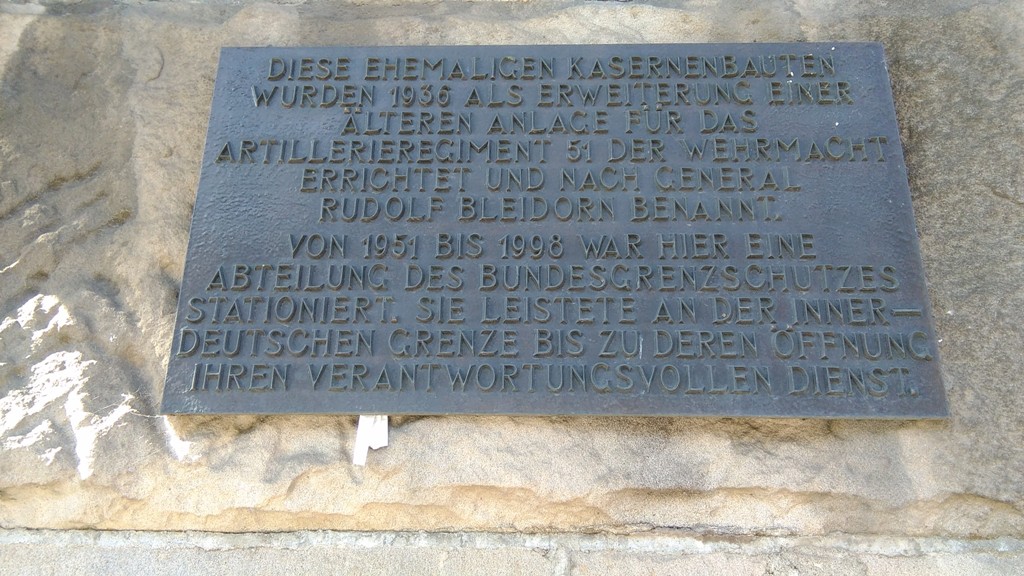 DIESE EHEMALIGEN KASERNENBAUTEN
WURDEN 1936 ALS ERWEITERUNG EINER
ÄLTEREN ANLAGE FÜR DAS
ARTILLERIEREGIMENT 51 DER WEHRMACHT
ERRICHTET UND NACH GENERAL
RUDOLF BLEIDORN BENANNT.
VON 1951 BIS 1998 WAR HIER EINE
ABTEILUNG DES BUNDESGRENZSCHUTZES
STATIONIERT. SIE LEISTETE AN DER INNER–
DEUTSCHEN GRENZE BIS ZU DEREN ÖFFNUNG
IHREN VERANTWORTUNGSVOLLEN DIENST.